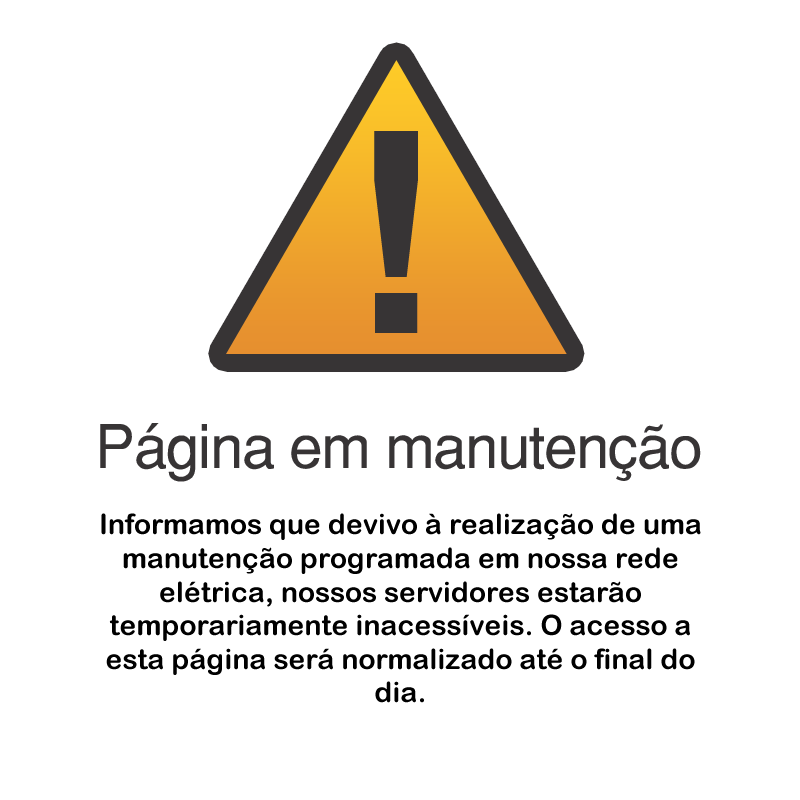 Página em manutenção
Informamos que devivo à realização de uma
manutenção programada em nossa rede
elétrica, nossos servidores estarão
temporariamente inacessíveis. O acesso a
esta página será normalizado até o final do
dia.